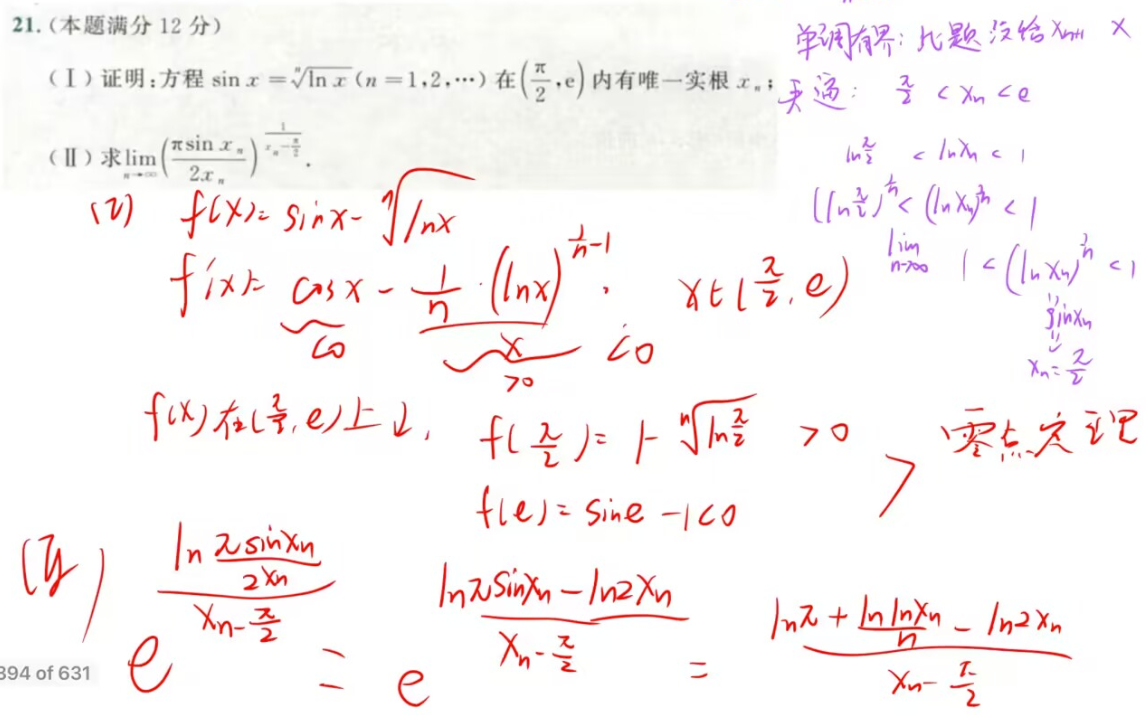 21.(本题满分 12 分)
(Ⅰ)证明:方程 sin x = ⁿ√(ln x) (n = 1,2,⋯) 在 (π/2, e) 内有唯一实根 xₙ;
(Ⅱ)求 lim_{n→∞} (π sin xₙ / 2xₙ)^{1/(xₙ - π/2)}.
单调有界: 此题没给 xₙ₊₁ ×
夹逼: π/2 < xₙ < e
ln π/2 < ln xₙ < 1
(ln π/2)^{1/n} < (ln xₙ)^{1/n} < 1
lim_{n→∞} 1 < (ln xₙ)^{1/n} < 1
sin xₙ
xₙ = π/2
(1) f(x) = sin x - ⁿ√(ln x)
f'(x) = cos x - 1/n · (ln x)^{1/n - 1} / x < 0, x ∈ (π/2, e)
<0 >0
f(x) 在 (π/2, e) 上 ↓, f(π/2) = 1 - ⁿ√(ln π/2) > 0 > 零点定理
f(e) = sin e - 1 < 0
(Ⅱ) e^{ln(π sin xₙ / 2xₙ) / (xₙ - π/2)} = e^{(ln π sin xₙ - ln 2xₙ) / (xₙ - π/2)} = (ln π + ln ln xₙ / n - ln 2xₙ) / (xₙ - π/2)
394 of 631